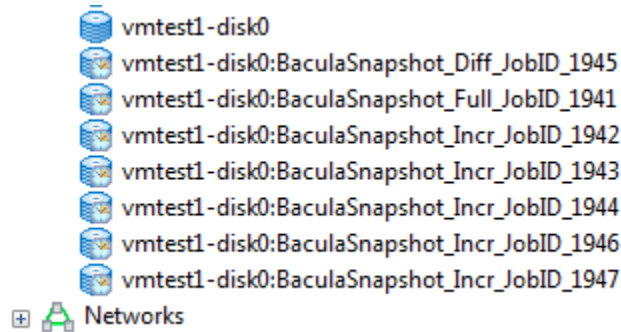 vmtest1-disk0
vmtest1-disk0:BaculaSnapshot_Diff_JobID_1945
vmtest1-disk0:BaculaSnapshot_Full_JobID_1941
vmtest1-disk0:BaculaSnapshot_Incr_JobID_1942
vmtest1-disk0:BaculaSnapshot_Incr_JobID_1943
vmtest1-disk0:BaculaSnapshot_Incr_JobID_1944
vmtest1-disk0:BaculaSnapshot_Incr_JobID_1946
vmtest1-disk0:BaculaSnapshot_Incr_JobID_1947
Networks